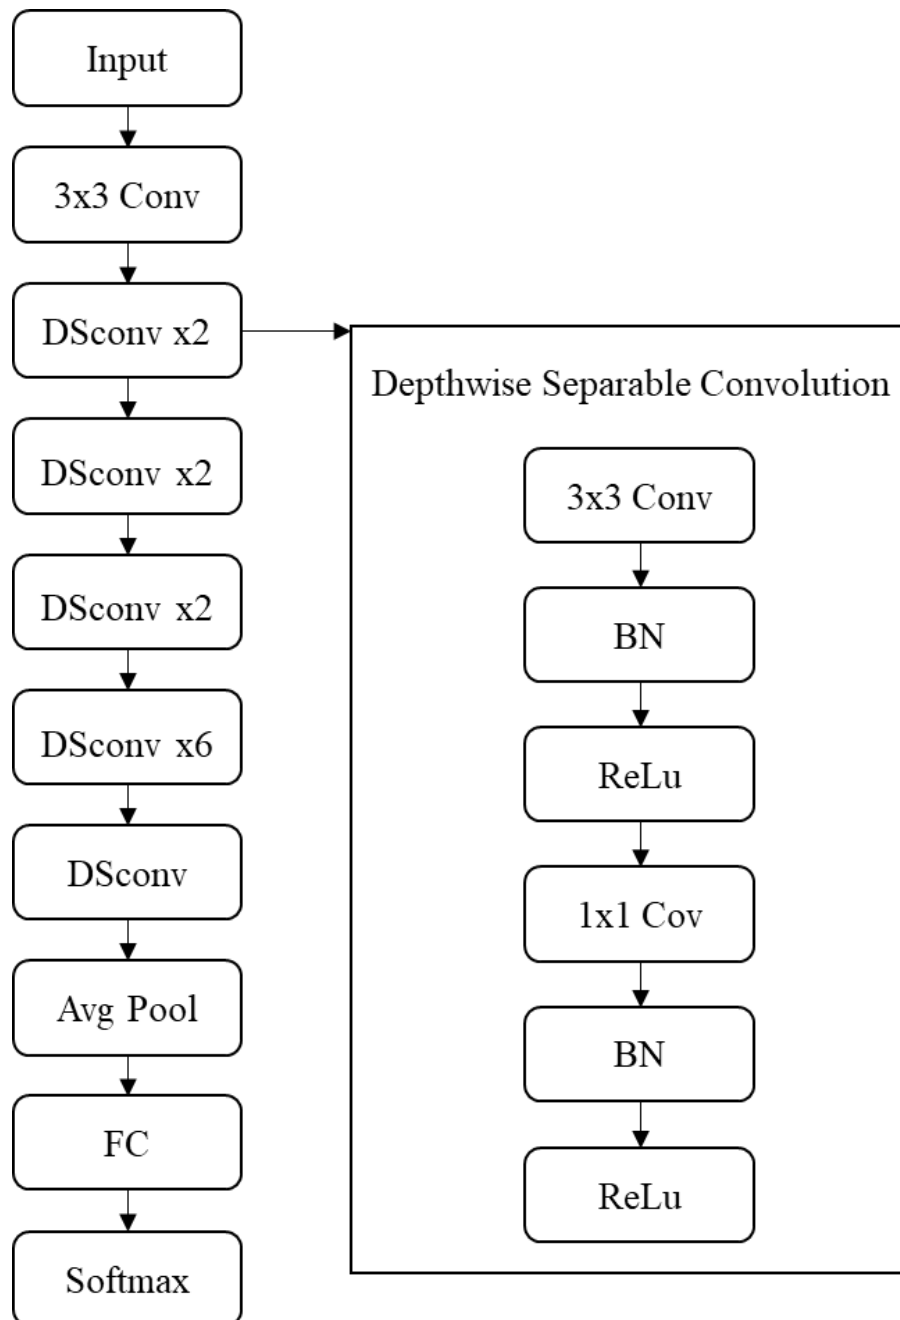 Input
3x3 Conv
DSconv x2
DSconv x2
DSconv x2
DSconv x6
DSconv
Avg Pool
FC
Softmax
Depthwise Separable Convolution
3x3 Conv
BN
ReLu
1x1 Cov
BN
ReLu